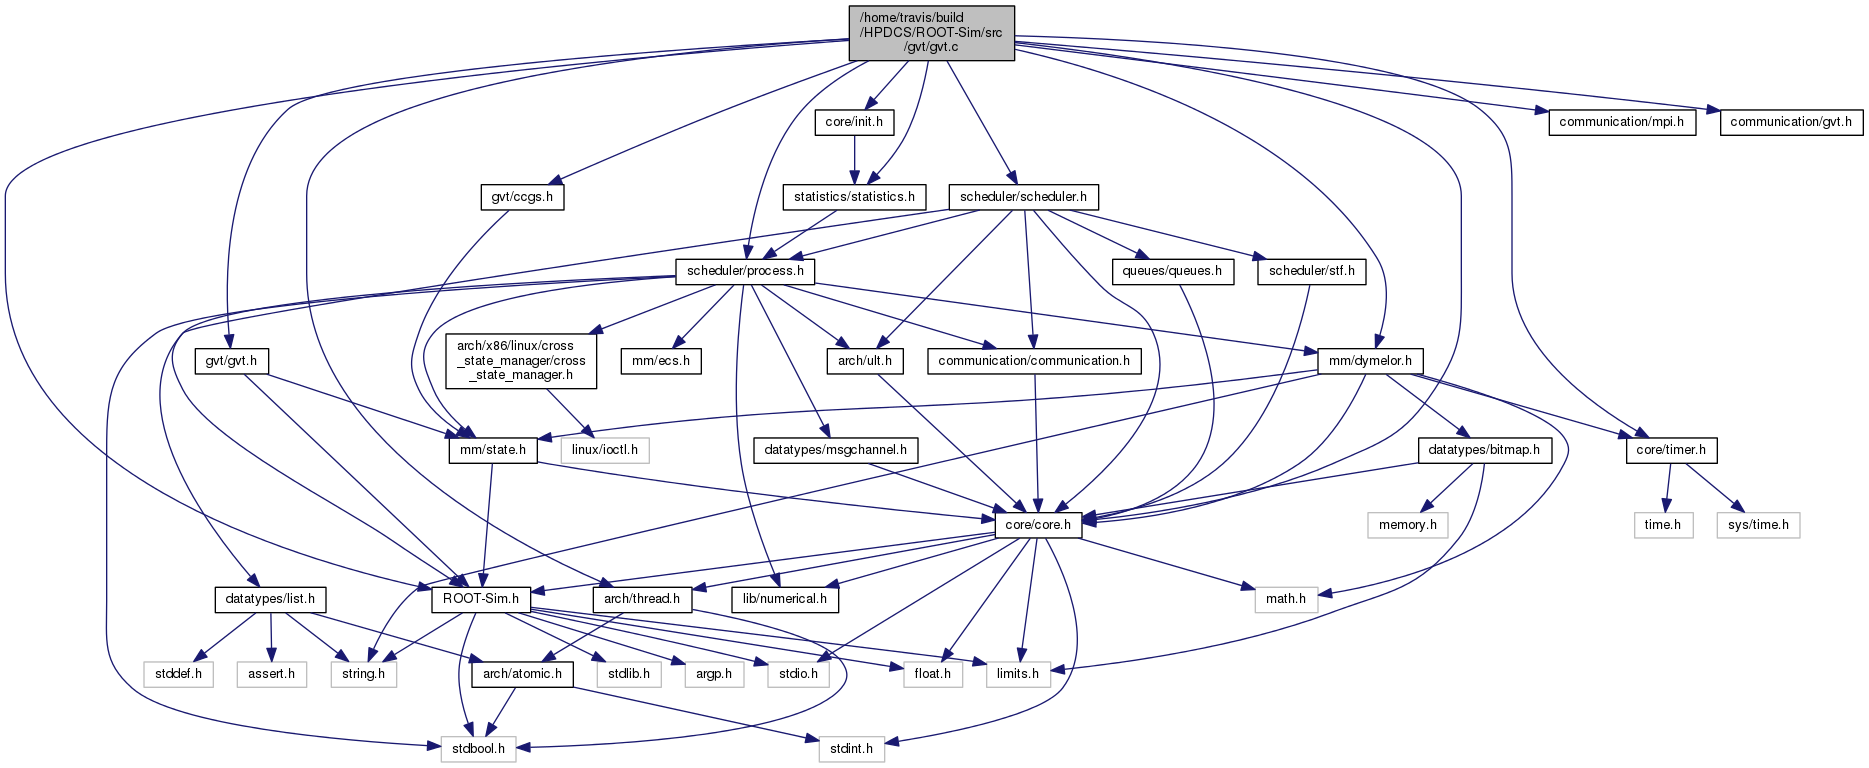 /home/travis/build
/HPDCS/ROOT-Sim/src
/gvt/gvt.c
core/init.h
communication/mpi.h
communication/gvt.h
gvt/ccgs.h
statistics/statistics.h
scheduler/scheduler.h
scheduler/process.h
queues/queues.h
scheduler/stf.h
gvt/gvt.h
arch/x86/linux/cross
_state_manager/cross
_state_manager.h
mm/ecs.h
arch/ult.h
communication/communication.h
mm/dymelor.h
mm/state.h
linux/ioctl.h
datatypes/msgchannel.h
datatypes/bitmap.h
core/timer.h
core/core.h
memory.h
time.h
sys/time.h
datatypes/list.h
ROOT-Sim.h
arch/thread.h
lib/numerical.h
math.h
stddef.h
assert.h
string.h
arch/atomic.h
stdlib.h
argp.h
stdio.h
float.h
limits.h
stdbool.h
stdint.h